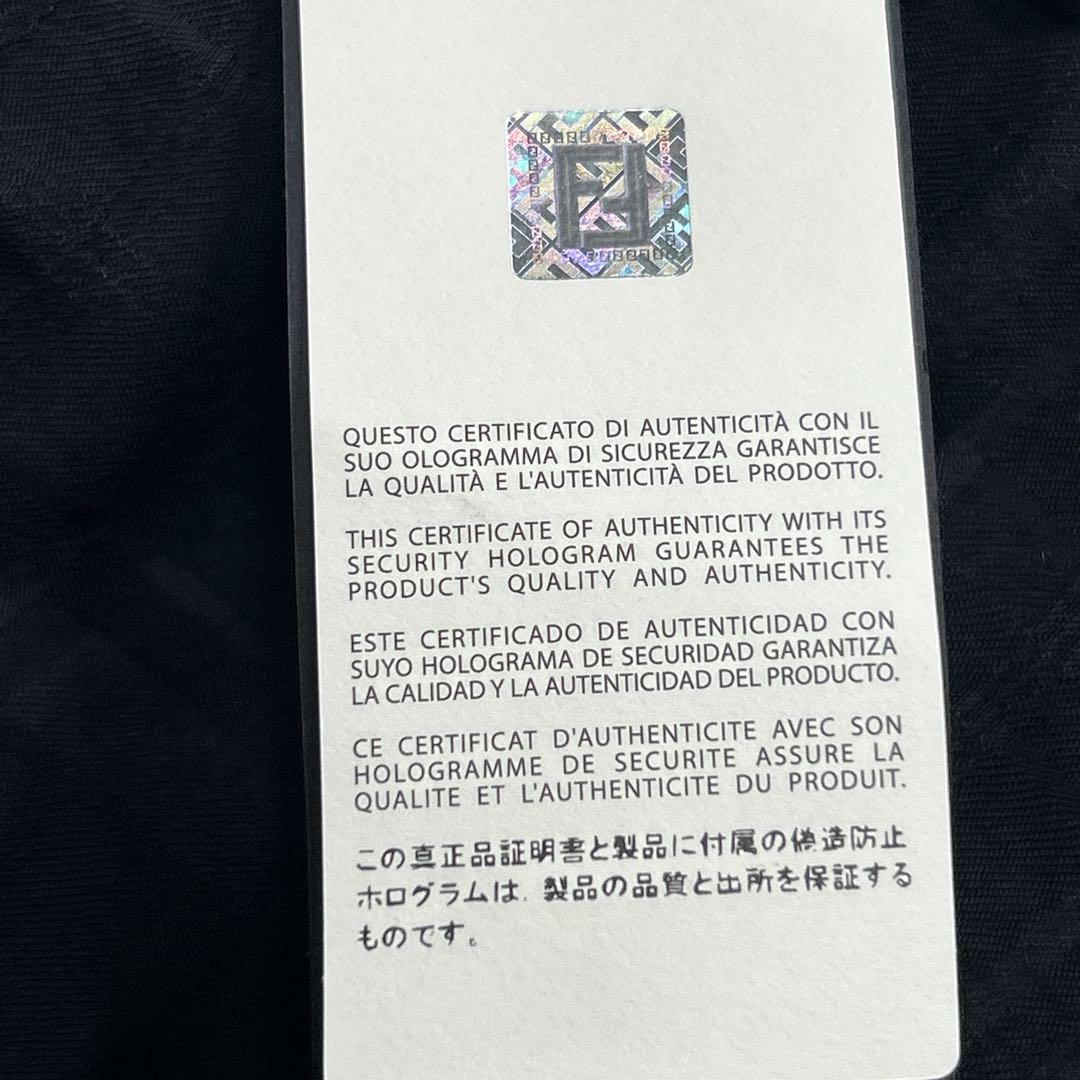 QUESTO CERTIFICATO DI AUTENTICITÀ CON IL
SUO OLOGRAMMA DI SICUREZZA GARANTISCE
LA QUALITÀ E L'AUTENTICITÀ DEL PRODOTTO.
THIS CERTIFICATE OF AUTHENTICITY WITH ITS
SECURITY HOLOGRAM GUARANTEES THE
PRODUCT'S QUALITY AND AUTHENTICITY.
ESTE CERTIFICADO DE AUTENTICIDAD CON
SUYO HOLOGRAMA DE SECURIDAD GARANTIZA
LA CALIDAD Y LA AUTENTICIDAD DEL PRODUCTO.
CE CERTIFICAT D'AUTHENTICITE AVEC SON
HOLOGRAMME DE SECURITE ASSURE LA
QUALITE ET L'AUTHENTICITE DU PRODUIT.
この真正品証明書と製品に付属の偽造防止
ホログラムは、製品の品質と出所を保証する
ものです。